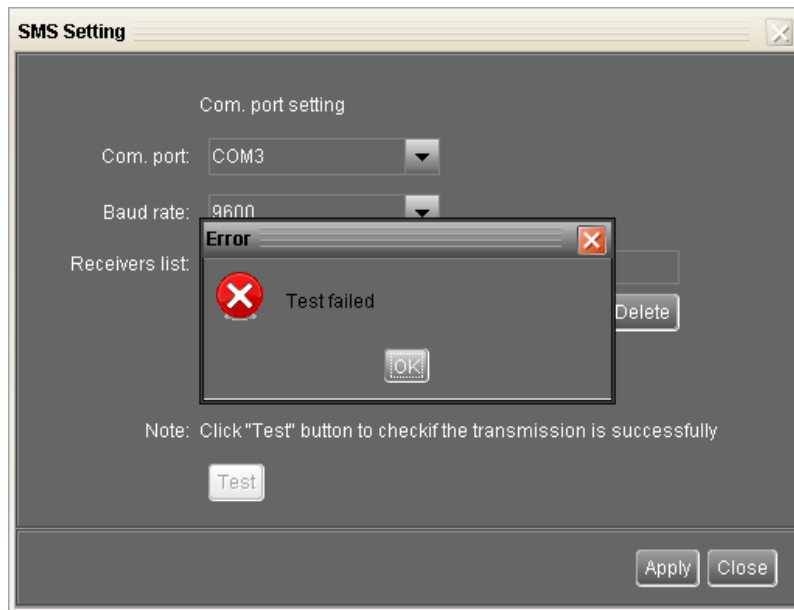 SMS Setting
Com. port setting
Com. port: COM3
Baud rate: 9600
Error
Receivers list:
Test failed
Delete
OK
Note: Click "Test" button to checkif the transmission is successfully
Test
Apply Close